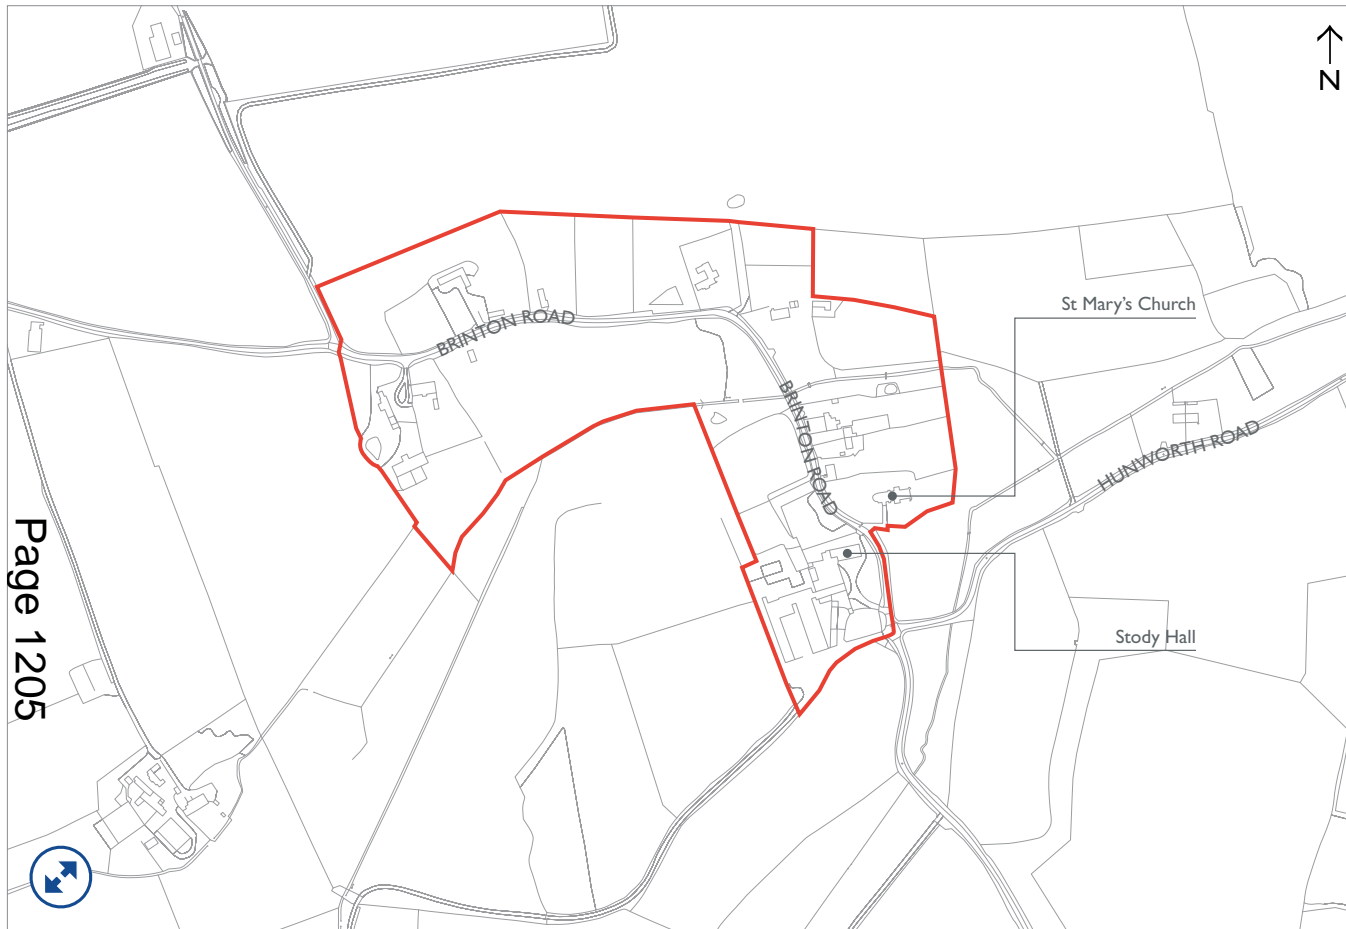 N
St Mary's Church
BRINTON ROAD
BRINTON ROAD
HUNWORTH ROAD
Stody Hall
Page 1205